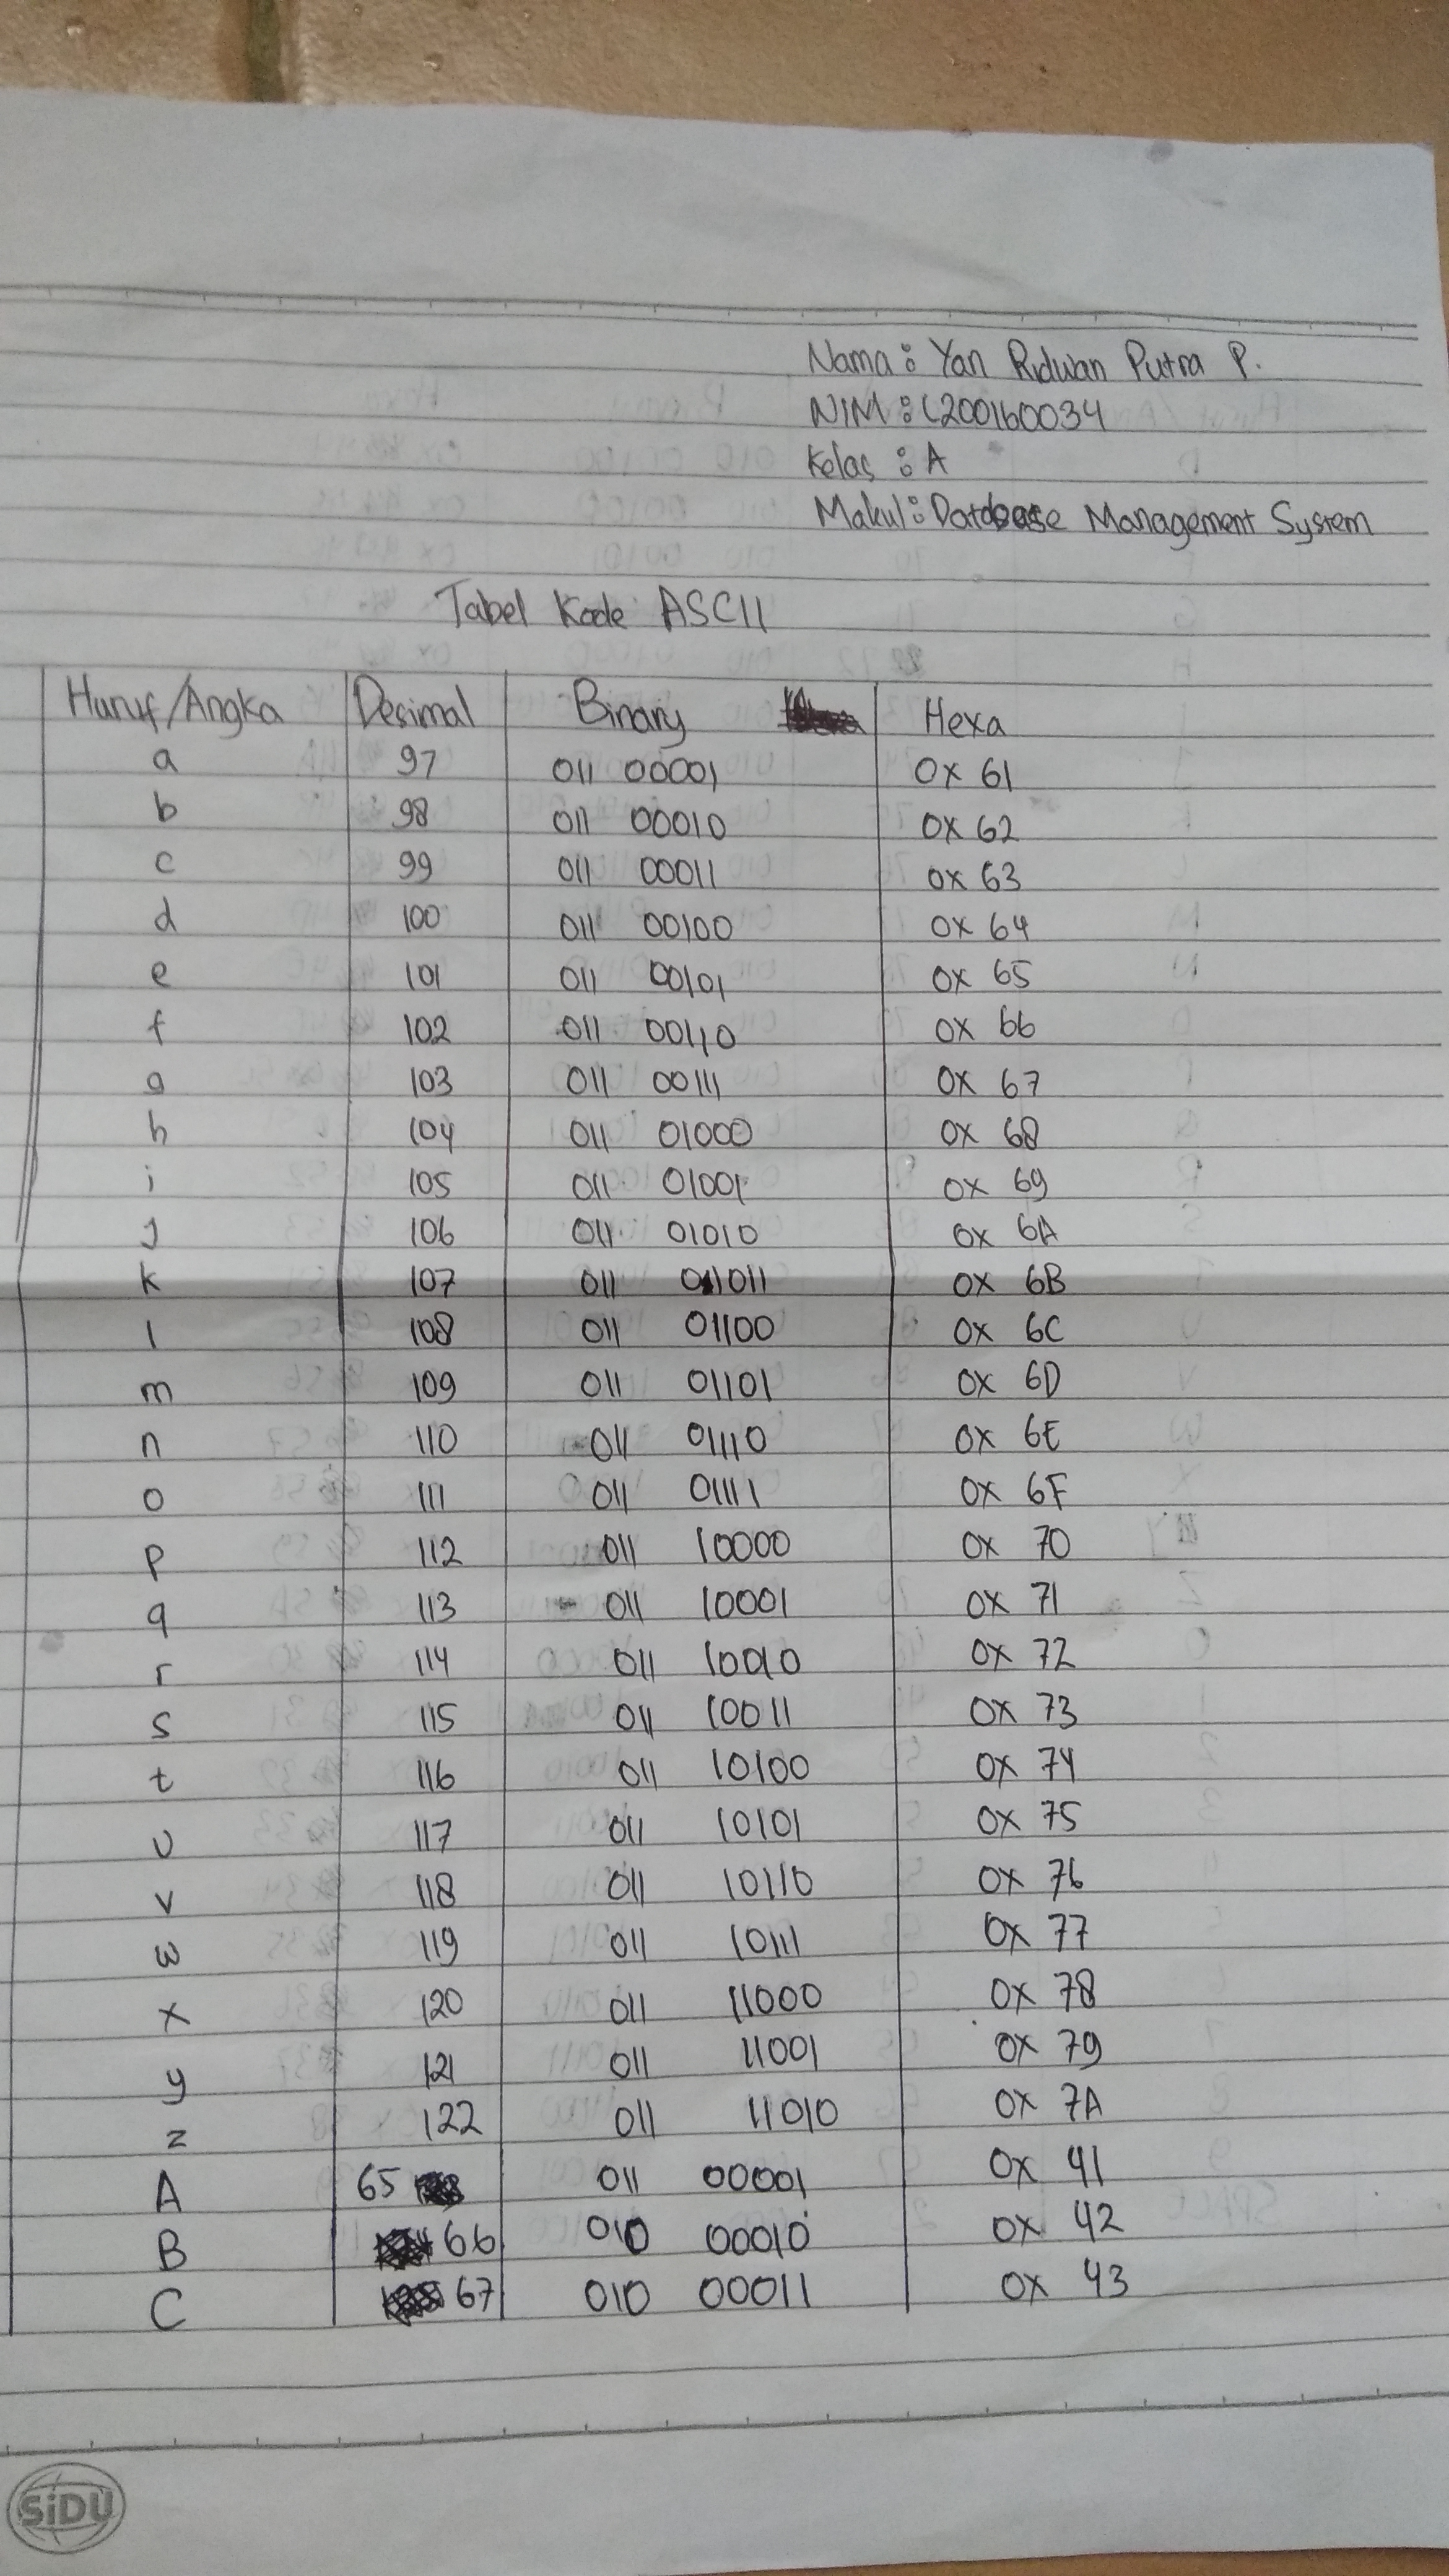 Nama : Yan Ridwan Putra P.
NIM : L200160034
Kelas : A
Makul : Database Management System
Tabel Kode ASCII
Huruf/Angka Desimal Binary Hexa
a 97 011 00001 0x 61
b 98 011 00010 0x 62
c 99 011 00011 0x 63
d 100 011 00100 0x 64
e 101 011 00101 0x 65
f 102 011 00110 0x 66
g 103 011 00111 0x 67
h 104 011 01000 0x 68
i 105 011 01001 0x 69
j 106 011 01010 0x 6A
k 107 011 01011 0x 6B
l 108 011 01100 0x 6C
m 109 011 01101 0x 6D
n 110 011 01110 0x 6E
o 111 011 01111 0x 6F
p 112 011 10000 0x 70
q 113 011 10001 0x 71
r 114 011 10010 0x 72
s 115 011 10011 0x 73
t 116 011 10100 0x 74
u 117 011 10101 0x 75
v 118 011 10110 0x 76
w 119 011 10111 0x 77
x 120 011 11000 0x 78
y 121 011 11001 0x 79
z 122 011 11010 0x 7A
A 65 011 00001 0x 41
B 66 010 00010 0x 42
C 67 010 00011 0x 43
SiDU